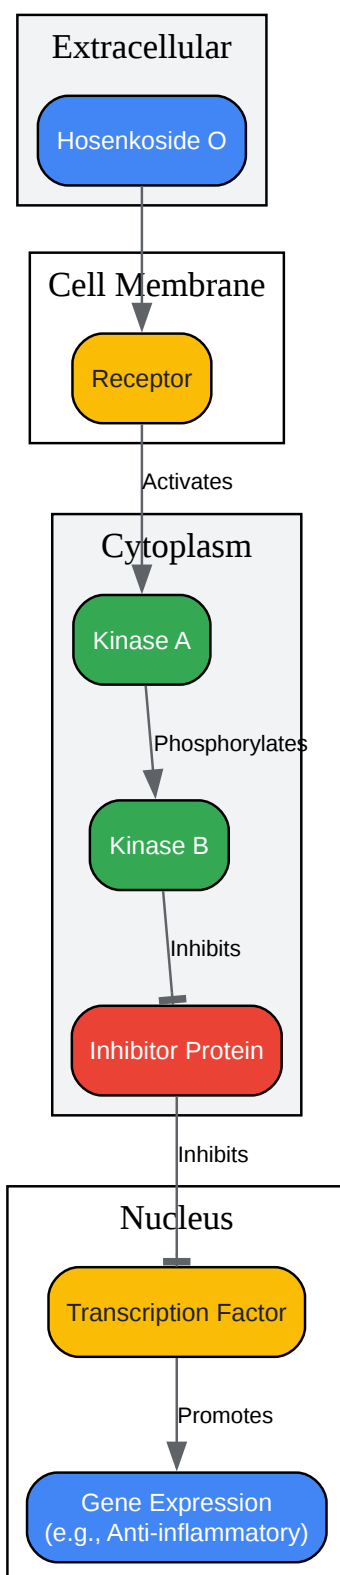 Extracellular
Hosenkoside O
Cell Membrane
Receptor
Activates
Cytoplasm
Kinase A
Phosphorylates
Kinase B
Inhibits
Inhibitor Protein
Inhibits
Nucleus
Transcription Factor
Promotes
Gene Expression
(e.g., Anti-inflammatory)